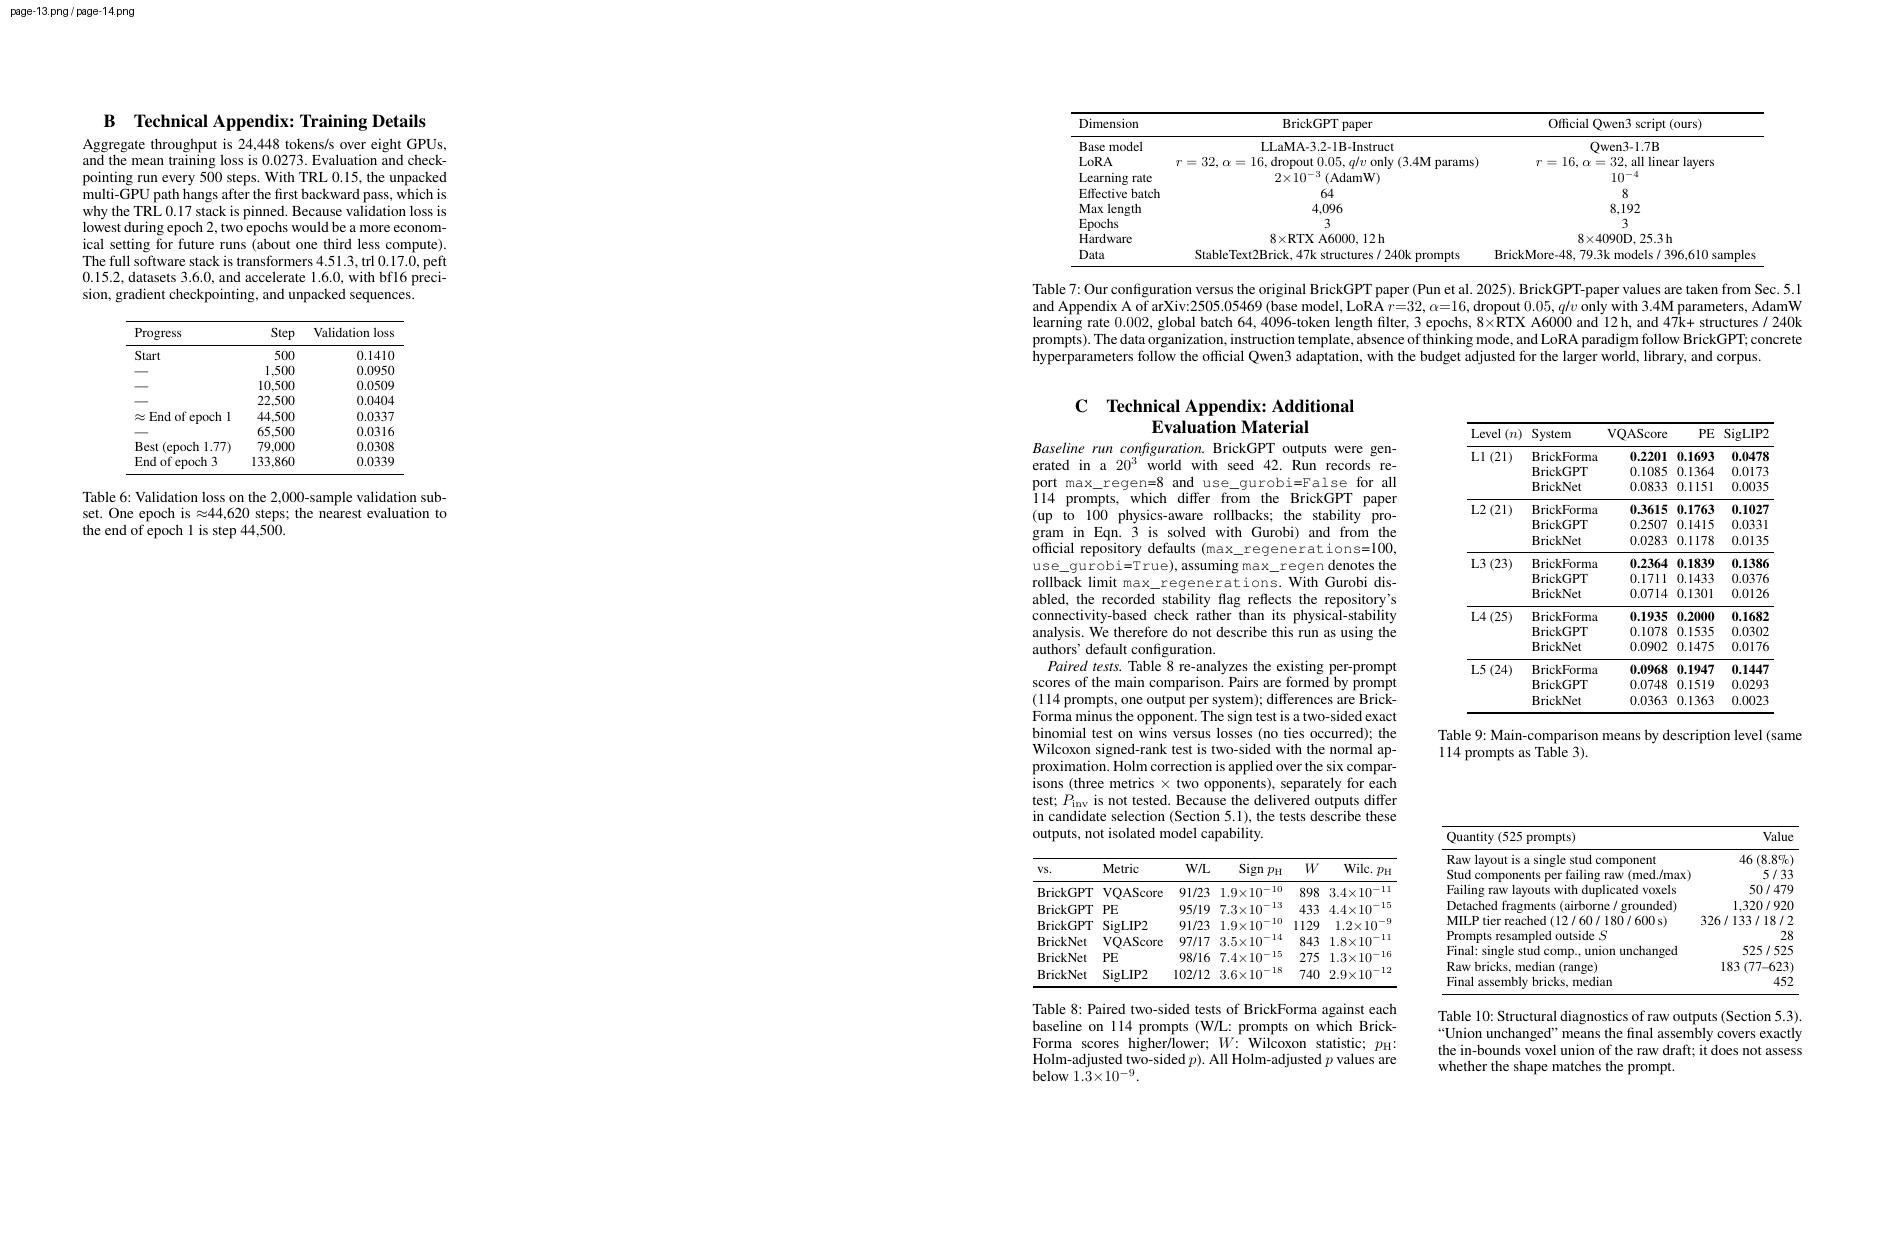 page-13.png / page-14.png
B Technical Appendix: Training Details
Aggregate throughput is 24,448 tokens/s over eight GPUs,
and the mean training loss is 0.0273. Evaluation and check-
pointing run every 500 steps. With TRL 0.15, the unpacked
multi-GPU path hangs after the first backward pass, which is
why the TRL 0.17 stack is pinned. Because validation loss is
lowest during epoch 2, two epochs would be a more econom-
ical setting for future runs (about one third less compute).
The full software stack is transformers 4.51.3, trl 0.17.0, peft
0.15.2, datasets 3.6.0, and accelerate 1.6.0, with bf16 preci-
sion, gradient checkpointing, and unpacked sequences.
Progress Step Validation loss
Start 500 0.1410
— 1,500 0.0950
— 10,500 0.0509
— 22,500 0.0404
≈ End of epoch 1 44,500 0.0337
— 65,500 0.0316
Best (epoch 1.77) 79,000 0.0308
End of epoch 3 133,860 0.0339
Table 6: Validation loss on the 2,000-sample validation sub-
set. One epoch is ≈44,620 steps; the nearest evaluation to
the end of epoch 1 is step 44,500.
Dimension BrickGPT paper Official Qwen3 script (ours)
Base model LLaMA-3.2-1B-Instruct Qwen3-1.7B
LoRA r = 32, α = 16, dropout 0.05, q/v only (3.4M params) r = 16, α = 32, all linear layers
Learning rate 2×10⁻³ (AdamW) 10⁻⁴
Effective batch 64 8
Max length 4,096 8,192
Epochs 3 3
Hardware 8×RTX A6000, 12 h 8×4090D, 25.3 h
Data StableText2Brick, 47k structures / 240k prompts BrickMore-48, 79.3k models / 396,610 samples
Table 7: Our configuration versus the original BrickGPT paper (Pun et al. 2025). BrickGPT-paper values are taken from Sec. 5.1
and Appendix A of arXiv:2505.05469 (base model, LoRA r=32, α=16, dropout 0.05, q/v only with 3.4M parameters, AdamW
learning rate 0.002, global batch 64, 4096-token length filter, 3 epochs, 8×RTX A6000 and 12 h, and 47k+ structures / 240k
prompts). The data organization, instruction template, absence of thinking mode, and LoRA paradigm follow BrickGPT; concrete
hyperparameters follow the official Qwen3 adaptation, with the budget adjusted for the larger world, library, and corpus.
C Technical Appendix: Additional
Evaluation Material
Baseline run configuration. BrickGPT outputs were gen-
erated in a 20³ world with seed 42. Run records re-
port max_regen=8 and use_gurobi=False for all
114 prompts, which differ from the BrickGPT paper
(up to 100 physics-aware rollbacks; the stability pro-
gram in Eqn. 3 is solved with Gurobi) and from the
official repository defaults (max_regenerations=100,
use_gurobi=True), assuming max_regen denotes the
rollback limit max_regenerations. With Gurobi dis-
abled, the recorded stability flag reflects the repository's
connectivity-based check rather than its physical-stability
analysis. We therefore do not describe this run as using the
authors' default configuration.
Paired tests. Table 8 re-analyzes the existing per-prompt
scores of the main comparison. Pairs are formed by prompt
(114 prompts, one output per system); differences are Brick-
Forma minus the opponent. The sign test is a two-sided exact
binomial test on wins versus losses (no ties occurred); the
Wilcoxon signed-rank test is two-sided with the normal ap-
proximation. Holm correction is applied over the six compar-
isons (three metrics × two opponents), separately for each
test; P_inv is not tested. Because the delivered outputs differ
in candidate selection (Section 5.1), the tests describe these
outputs, not isolated model capability.
vs. Metric W/L Sign p_H W Wilc. p_H
BrickGPT VQAScore 91/23 1.9×10⁻¹⁰ 898 3.4×10⁻¹¹
BrickGPT PE 95/19 7.3×10⁻¹³ 433 4.4×10⁻¹⁵
BrickGPT SigLIP2 91/23 1.9×10⁻¹⁰ 1129 1.2×10⁻⁹
BrickNet VQAScore 97/17 3.5×10⁻¹⁴ 843 1.8×10⁻¹¹
BrickNet PE 98/16 7.4×10⁻¹⁵ 275 1.3×10⁻¹⁶
BrickNet SigLIP2 102/12 3.6×10⁻¹⁸ 740 2.9×10⁻¹²
Table 8: Paired two-sided tests of BrickForma against each
baseline on 114 prompts (W/L: prompts on which Brick-
Forma scores higher/lower; W: Wilcoxon statistic; p_H:
Holm-adjusted two-sided p). All Holm-adjusted p values are
below 1.3×10⁻⁹.
Level (n) System VQAScore PE SigLIP2
L1 (21) BrickForma 0.2201 0.1693 0.0478
BrickGPT 0.1085 0.1364 0.0173
BrickNet 0.0833 0.1151 0.0035
L2 (21) BrickForma 0.3615 0.1763 0.1027
BrickGPT 0.2507 0.1415 0.0331
BrickNet 0.0283 0.1178 0.0135
L3 (23) BrickForma 0.2364 0.1839 0.1386
BrickGPT 0.1711 0.1433 0.0376
BrickNet 0.0714 0.1301 0.0126
L4 (25) BrickForma 0.1935 0.2000 0.1682
BrickGPT 0.1078 0.1535 0.0302
BrickNet 0.0902 0.1475 0.0176
L5 (24) BrickForma 0.0968 0.1947 0.1447
BrickGPT 0.0748 0.1519 0.0293
BrickNet 0.0363 0.1363 0.0023
Table 9: Main-comparison means by description level (same
114 prompts as Table 3).
Quantity (525 prompts) Value
Raw layout is a single stud component 46 (8.8%)
Stud components per failing raw (med./max) 5 / 33
Failing raw layouts with duplicated voxels 50 / 479
Detached fragments (airborne / grounded) 1,320 / 920
MILP tier reached (12 / 60 / 180 / 600 s) 326 / 133 / 18 / 2
Prompts resampled outside S 28
Final: single stud comp., union unchanged 525 / 525
Raw bricks, median (range) 183 (77–623)
Final assembly bricks, median 452
Table 10: Structural diagnostics of raw outputs (Section 5.3).
“Union unchanged” means the final assembly covers exactly
the in-bounds voxel union of the raw draft; it does not assess
whether the shape matches the prompt.